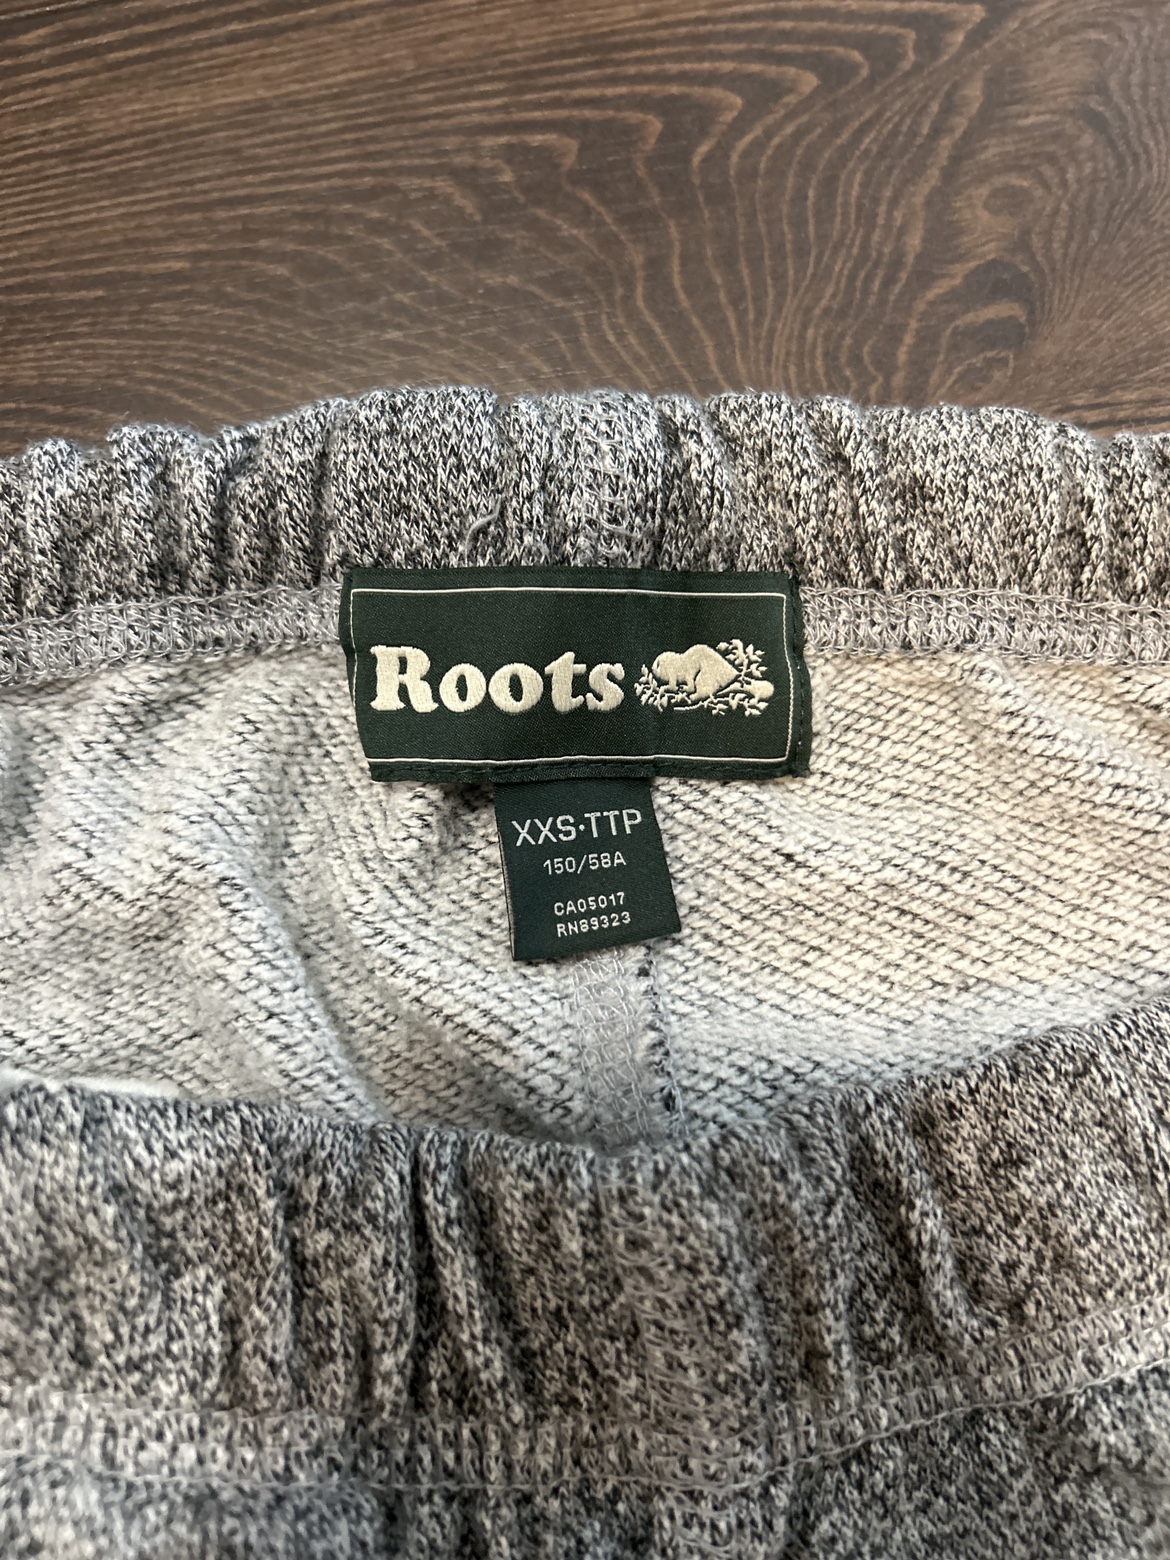 Roots
XXS·TTP
150/58A
CA05017
RN89323